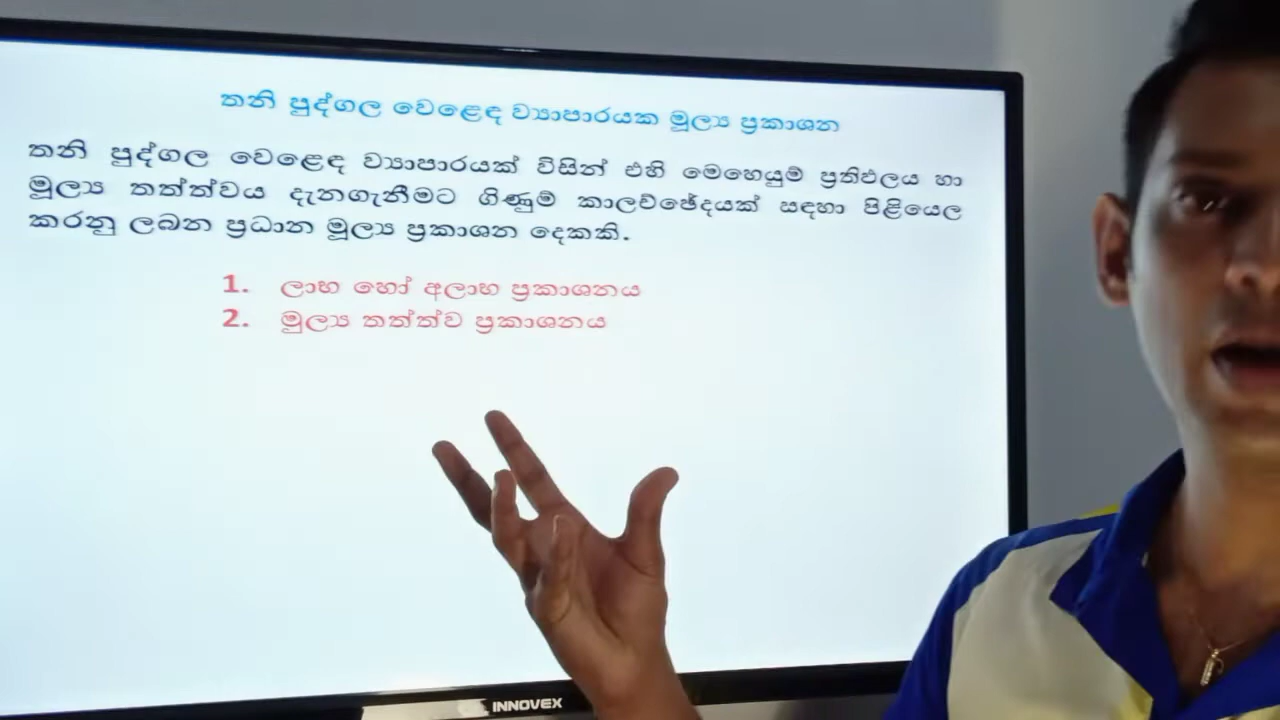 තනි පුද්ගල වෙළෙඳ ව්‍යාපාරයක මූල්‍ය ප්‍රකාශන
තනි පුද්ගල වෙළෙඳ ව්‍යාපාරයක් විසින් එහි මෙහෙයුම් ප්‍රතිඵලය හා
මූල්‍ය තත්ත්වය දැනගැනීමට ගිණුම් කාලච්ඡේදයක් සඳහා පිළියෙල
කරනු ලබන ප්‍රධාන මූල්‍ය ප්‍රකාශන දෙකකි.
1. ලාභ හෝ අලාභ ප්‍රකාශනය
2. මූල්‍ය තත්ත්ව ප්‍රකාශනය
INNOVEX